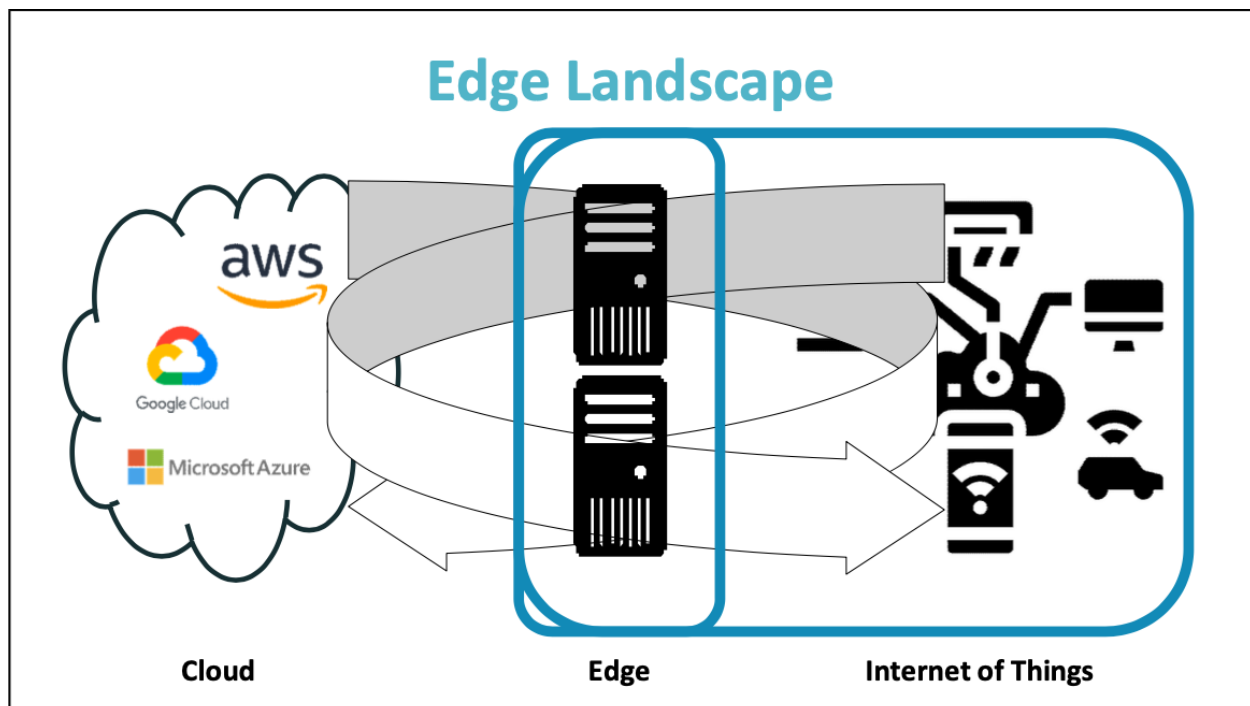 Edge Landscape
aws
Google Cloud
Microsoft Azure
Cloud
Edge
Internet of Things